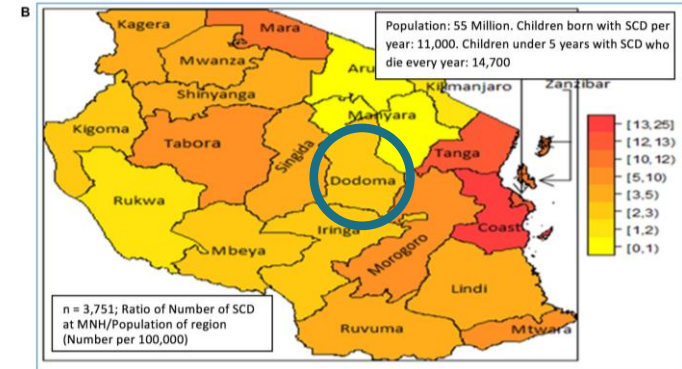 B
Population: 55 Million. Children born with SCD per
year: 11,000. Children under 5 years with SCD who
die every year: 14,700
Kagera
Mara
Mwanza
Aru
Kilimanjaro
Zanzibar
Shinyanga
Manyara
Kigoma
Tabora
Singida
Tanga
Dodoma
Rukwa
Iringa
Coast
Mbeya
Morogoro
Lindi
Ruvuma
Mtwara
[13,25]
[12,13)
[10,12)
[5,10)
[3,5)
[2,3)
[1,2)
[0,1)
n = 3,751; Ratio of Number of SCD
at MNH/Population of region
(Number per 100,000)